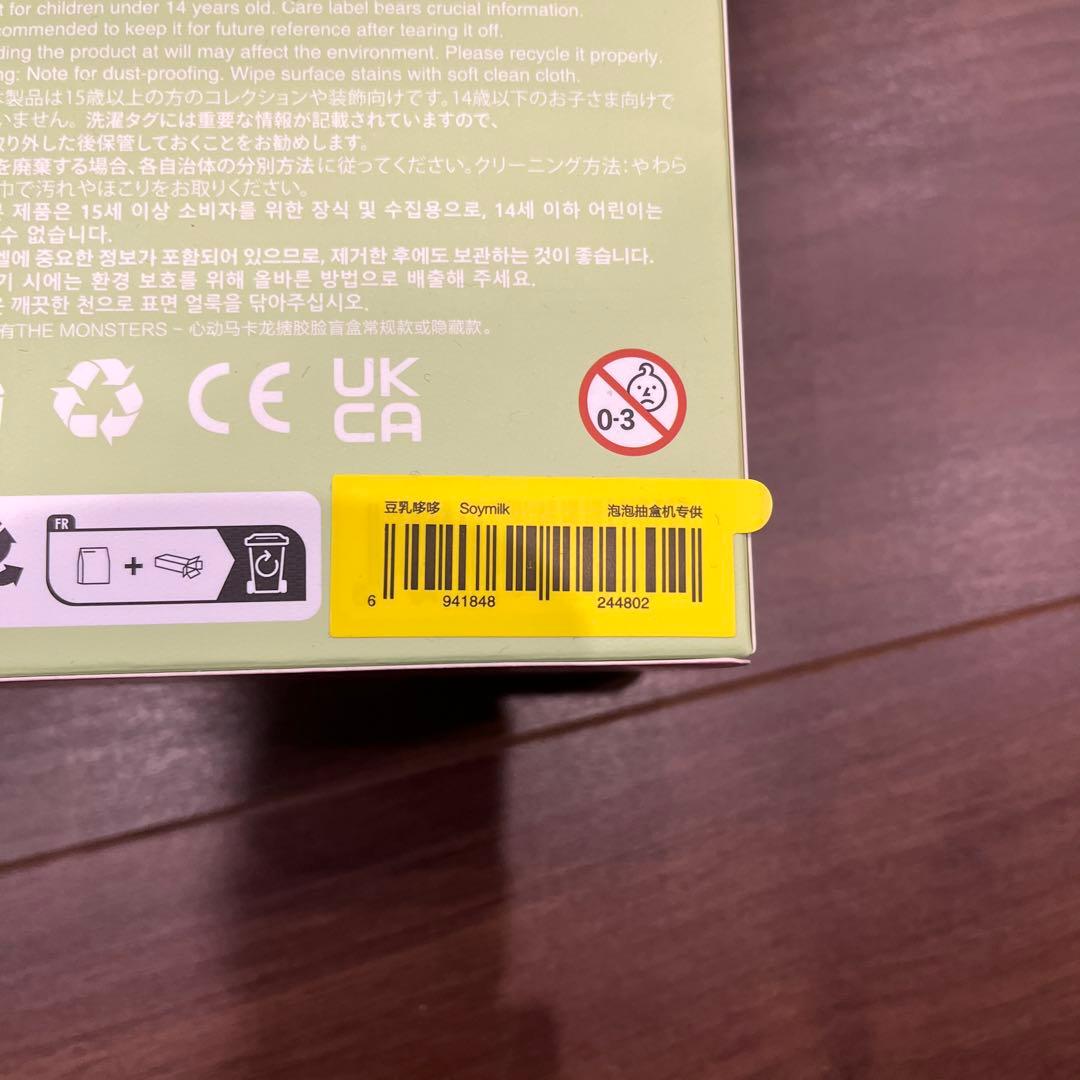 t for children under 14 years old. Care label bears crucial information.
commended to keep it for future reference after tearing it off.
ding the product at will may affect the environment. Please recycle it properly.
ng: Note for dust-proofing. Wipe surface stains with soft clean cloth.
製品は15歳以上の方のコレクションや装飾向けです。14歳以下のお子さま向けで
いません。洗濯タグには重要な情報が記載されていますので、
取り外した後保管しておくことをお勧めします。
を廃棄する場合、各自治体の分別方法に従ってください。クリーニング方法：やわら
巾で汚れやほこりをお取りください。
제품은 15세 이상 소비자를 위한 장식 및 수집용으로, 14세 이하 어린이는
수 없습니다.
벨에 중요한 정보가 포함되어 있으므로, 제거한 후에도 보관하는 것이 좋습니다.
기 시에는 환경 보호를 위해 올바른 방법으로 배출해 주세요.
은 깨끗한 천으로 표면 얼룩을 닦아주십시오.
有THE MONSTERS – 心动马卡龙搪胶脸盲盒常规款或隐藏款。
CE UK CA
0-3
FR
豆乳哆哆 Soymilk 泡泡抽盒机专供
6 941848 244802